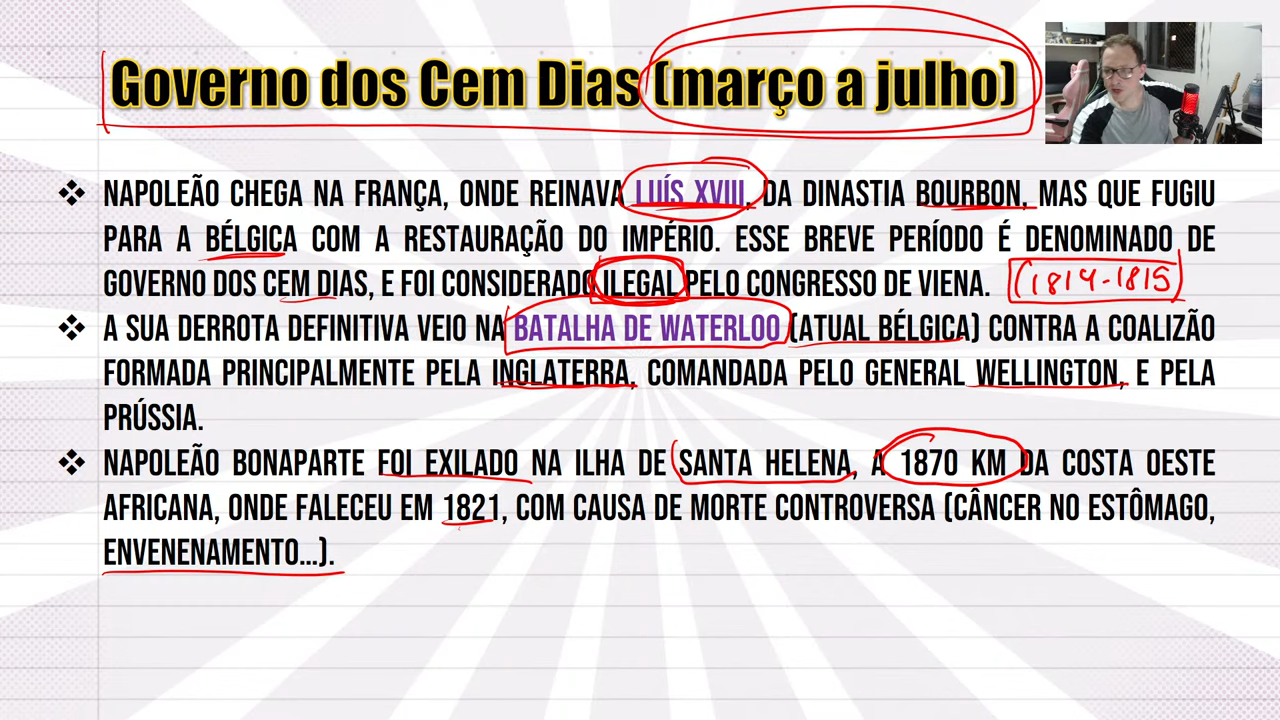 Governo dos Cem Dias (março a julho)
❖ NAPOLEÃO CHEGA NA FRANÇA, ONDE REINAVA LUÍS XVIII, DA DINASTIA BOURBON, MAS QUE FUGIU
PARA A BÉLGICA COM A RESTAURAÇÃO DO IMPÉRIO. ESSE BREVE PERÍODO É DENOMINADO DE
GOVERNO DOS CEM DIAS, E FOI CONSIDERADO ILEGAL PELO CONGRESSO DE VIENA. (1814-1815)
❖ A SUA DERROTA DEFINITIVA VEIO NA BATALHA DE WATERLOO (ATUAL BÉLGICA) CONTRA A COALIZÃO
FORMADA PRINCIPALMENTE PELA INGLATERRA, COMANDADA PELO GENERAL WELLINGTON, E PELA
PRÚSSIA.
❖ NAPOLEÃO BONAPARTE FOI EXILADO NA ILHA DE SANTA HELENA, A 1870 KM DA COSTA OESTE
AFRICANA, ONDE FALECEU EM 1821, COM CAUSA DE MORTE CONTROVERSA (CÂNCER NO ESTÔMAGO,
ENVENENAMENTO...).